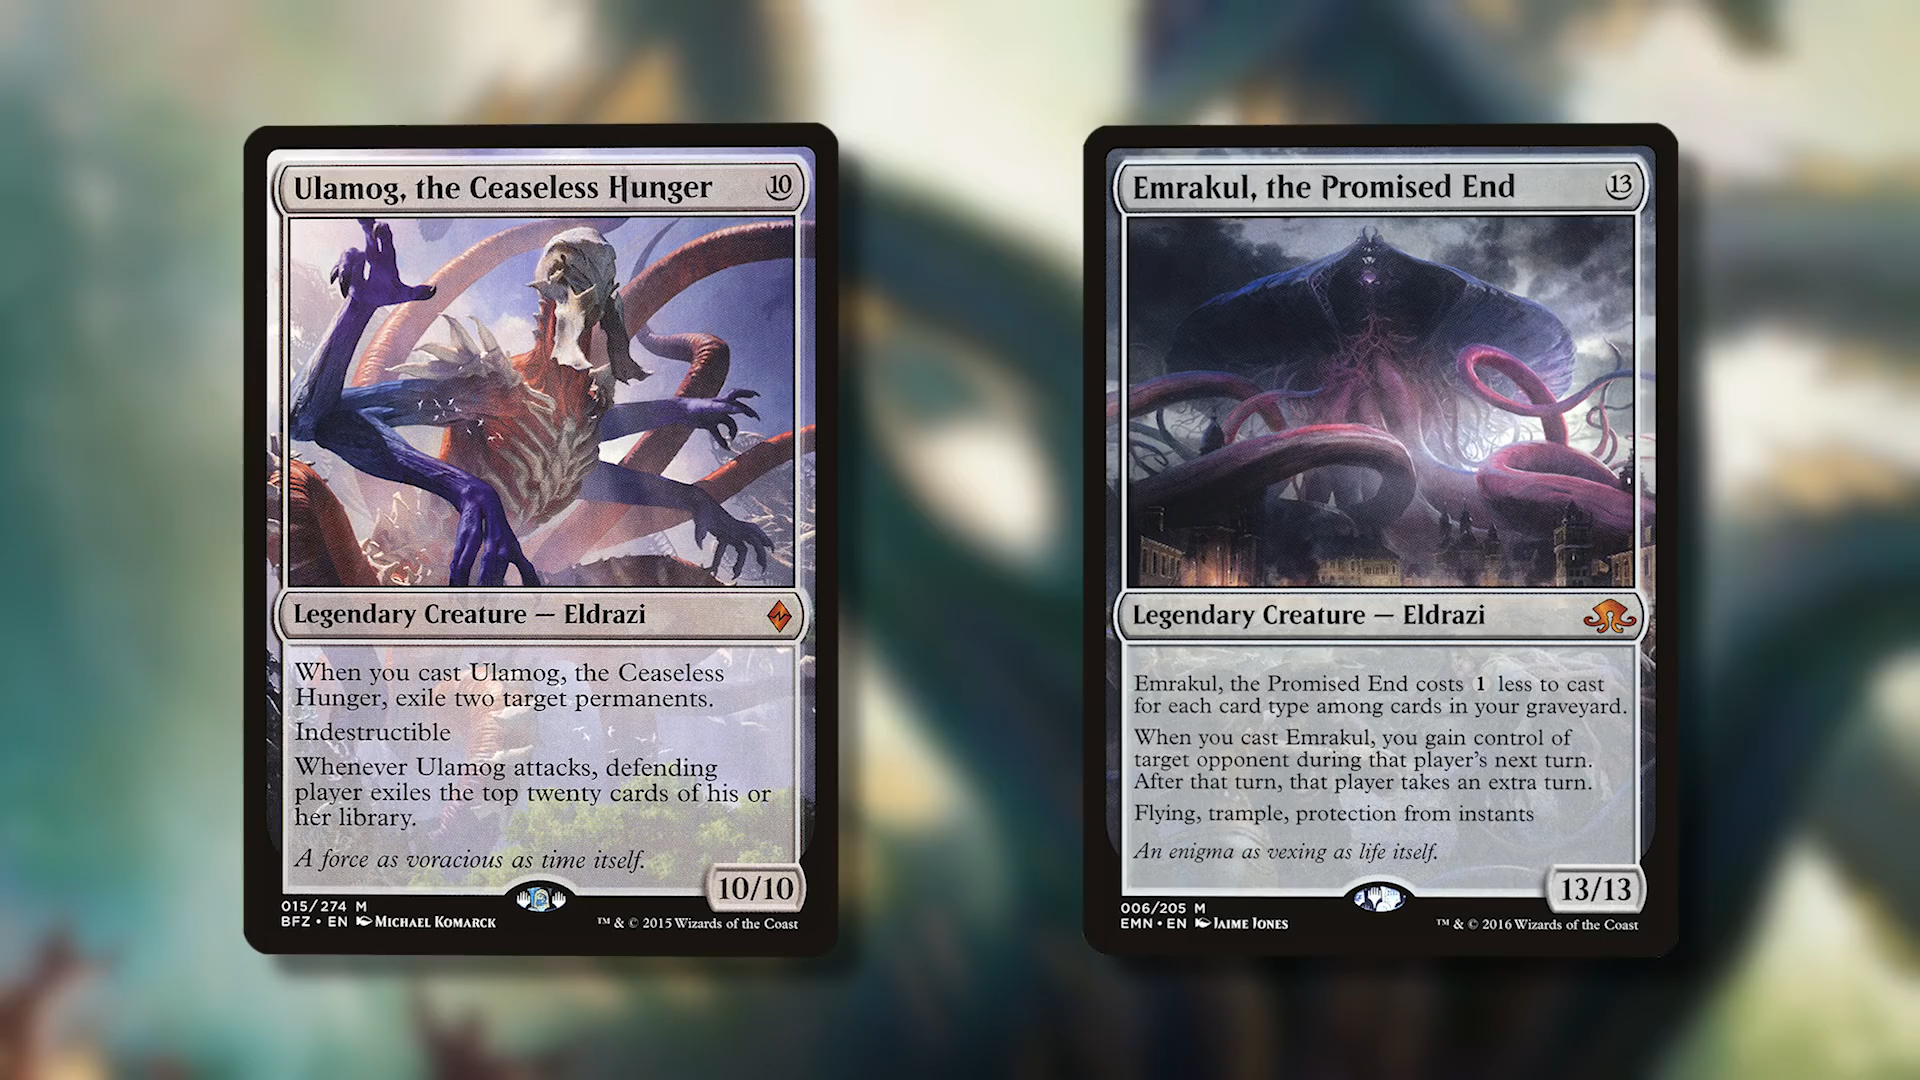 Ulamog, the Ceaseless Hunger 10
Legendary Creature — Eldrazi
When you cast Ulamog, the Ceaseless
Hunger, exile two target permanents.
Indestructible
Whenever Ulamog attacks, defending
player exiles the top twenty cards of his or
her library.
A force as voracious as time itself.
10/10
015/274 M
BFZ • EN Michael Komarck
™ & © 2015 Wizards of the Coast
Emrakul, the Promised End 13
Legendary Creature — Eldrazi
Emrakul, the Promised End costs 1 less to cast
for each card type among cards in your graveyard.
When you cast Emrakul, you gain control of
target opponent during that player's next turn.
After that turn, that player takes an extra turn.
Flying, trample, protection from instants
An enigma as vexing as life itself.
13/13
006/205 M
EMN • EN Jaime Jones
™ & © 2016 Wizards of the Coast